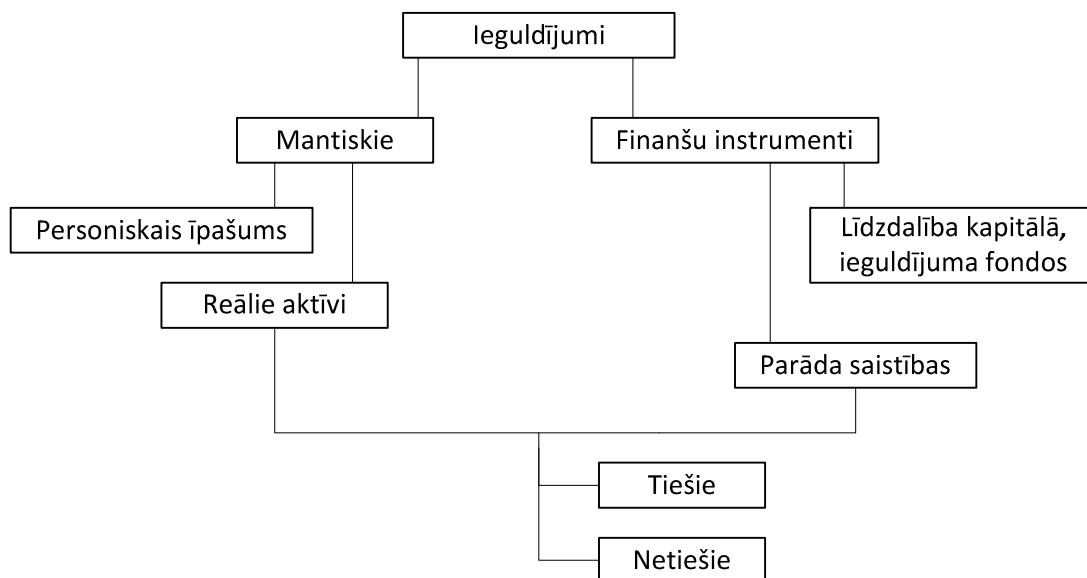 Ieguldījumi
Mantiskie
Finanšu instrumenti
Personiskais īpašums
Līdzdalība kapitālā,
ieguldījuma fondos
Reālie aktīvi
Parāda saistības
Tiešie
Netiešie